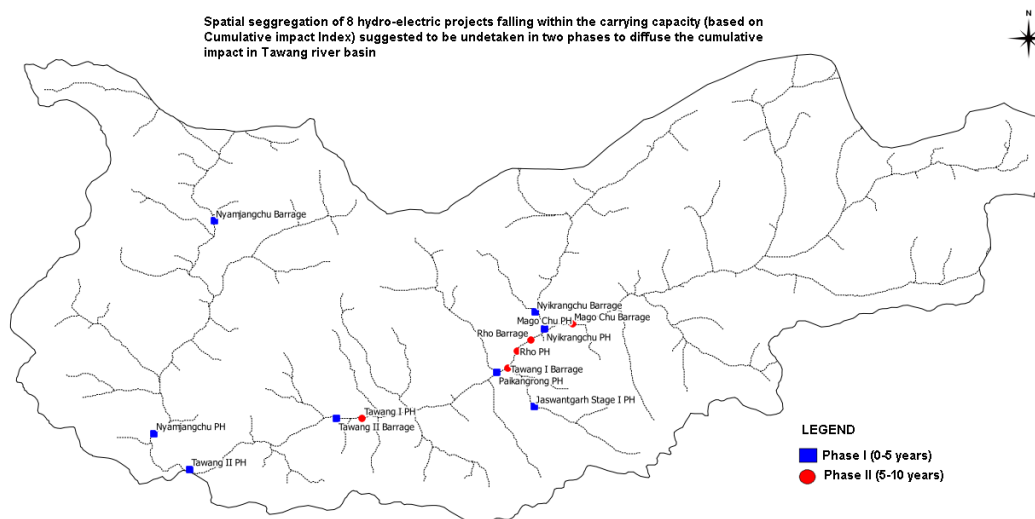 Spatial seggregation of 8 hydro-electric projects falling within the carrying capacity (based on
Cumulative impact Index) suggested to be undetaken in two phases to diffuse the cumulative
impact in Tawang river basin
N
Nyamjangchu Barrage
Nyikrangchu Barrage
Mago Chu PH
Mago Chu Barrage
Rho Barrage
Nyikrangchu PH
Rho PH
Tawang I Barrage
Paikangrong PH
Jaswantgarh Stage I PH
Tawang I PH
Tawang II Barrage
Nyamjangchu PH
Tawang II PH
LEGEND
Phase I (0-5 years)
Phase II (5-10 years)